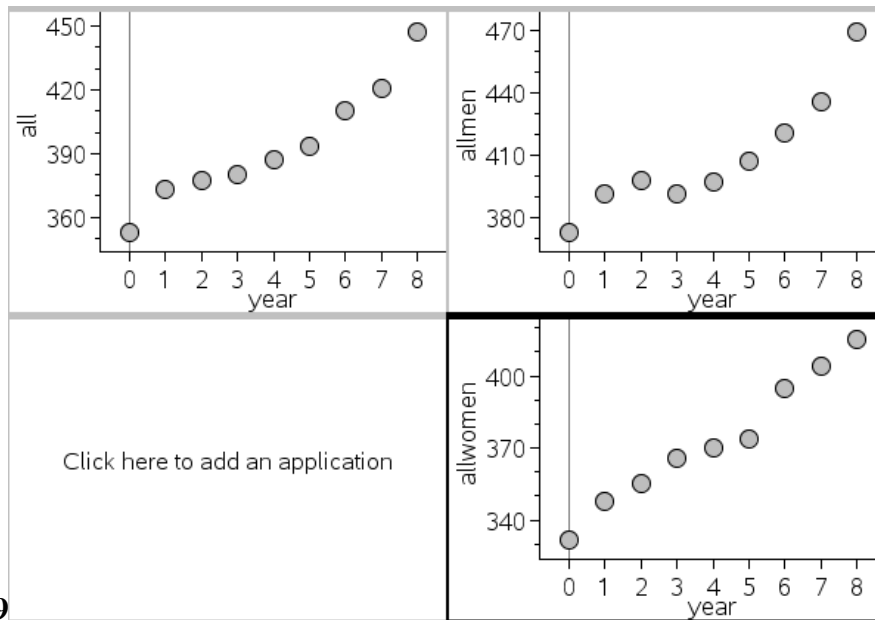 450
420
390
360
all
0 1 2 3 4 5 6 7 8
year
470
440
410
380
allmen
0 1 2 3 4 5 6 7 8
year
Click here to add an application
400
370
340
allwomen
0 1 2 3 4 5 6 7 8
year
9